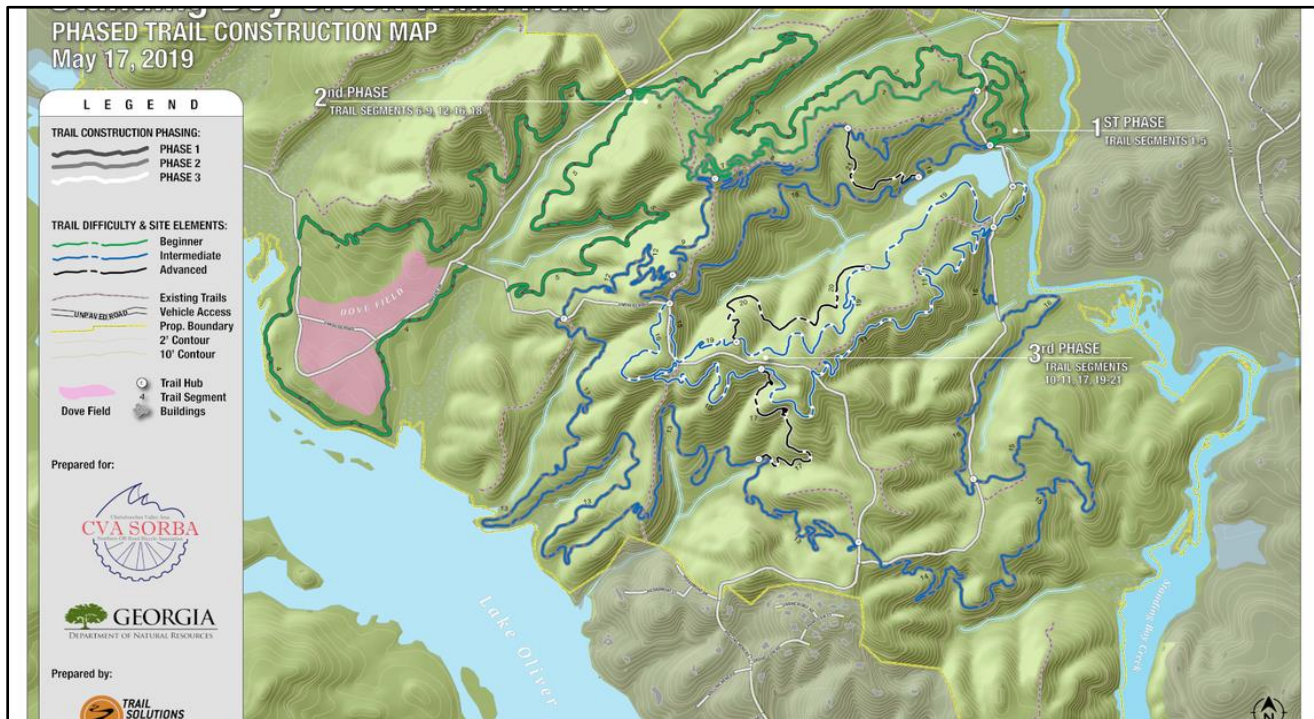 PHASED TRAIL CONSTRUCTION MAP
May 17, 2019
LEGEND
TRAIL CONSTRUCTION PHASING:
PHASE 1
PHASE 2
PHASE 3
TRAIL DIFFICULTY & SITE ELEMENTS:
Beginner
Intermediate
Advanced
Existing Trails
Vehicle Access
UNPAVED ROAD
Prop. Boundary
2' Contour
10' Contour
Dove Field
Trail Hub
4 Trail Segment
Buildings
Prepared for:
CVA SORBA
GEORGIA
DEPARTMENT OF NATURAL RESOURCES
Prepared by:
TRAIL
SOLUTIONS
2nd PHASE
TRAIL SEGMENTS 6-9, 12-16, 18
1ST PHASE
TRAIL SEGMENTS 1-5
3rd PHASE
TRAIL SEGMENTS
10-11, 17, 19-21
DOVE FIELD
Lake Oliver
Standing Boy Creek
N